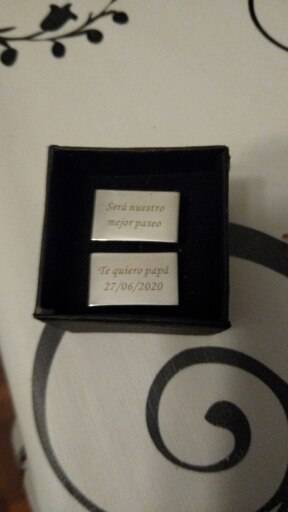 Será nuestro
mejor paseo
Te quiero papá
27/06/2020